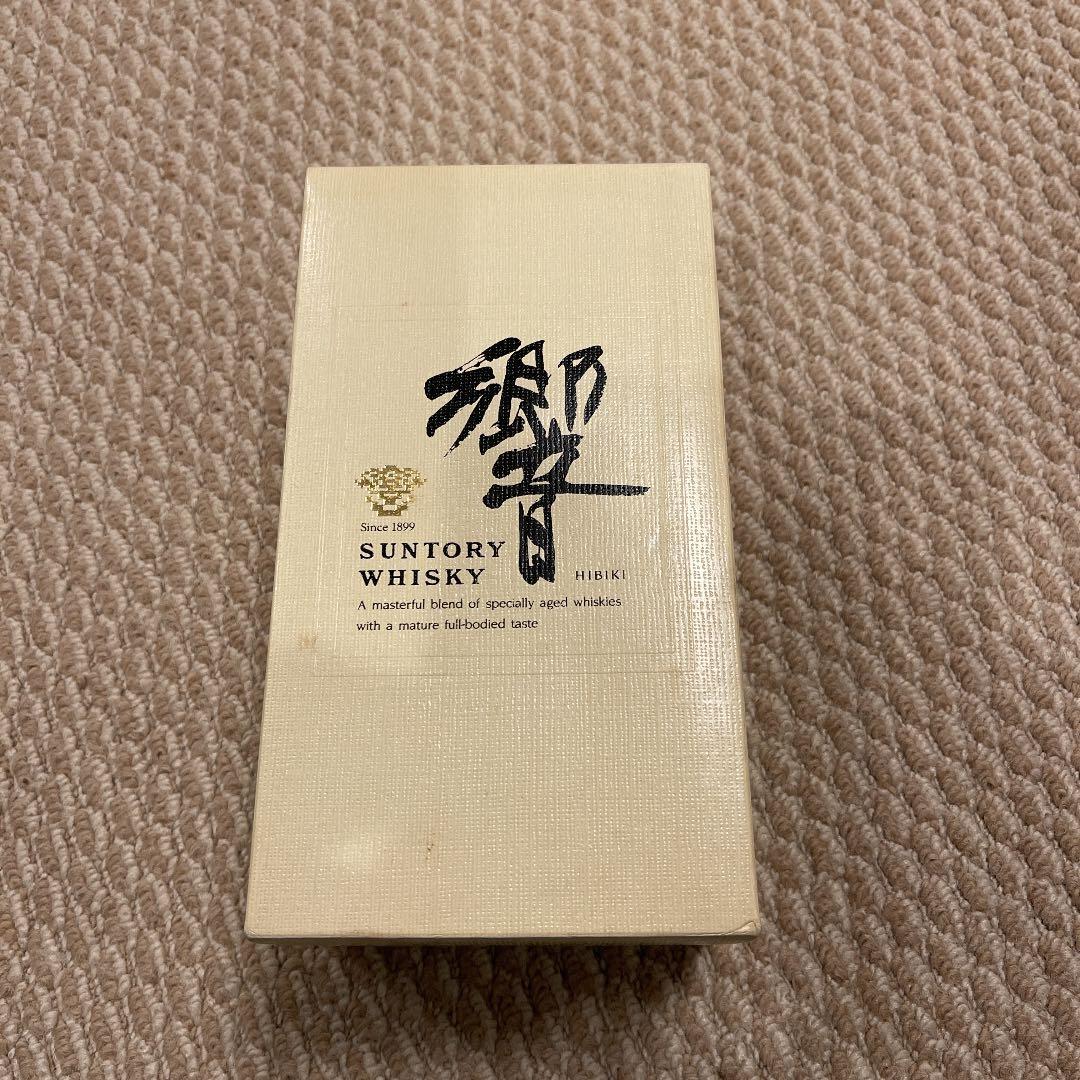 響
Since 1899
SUNTORY
WHISKY
HIBIKI
A masterful blend of specially aged whiskies
with a mature full-bodied taste